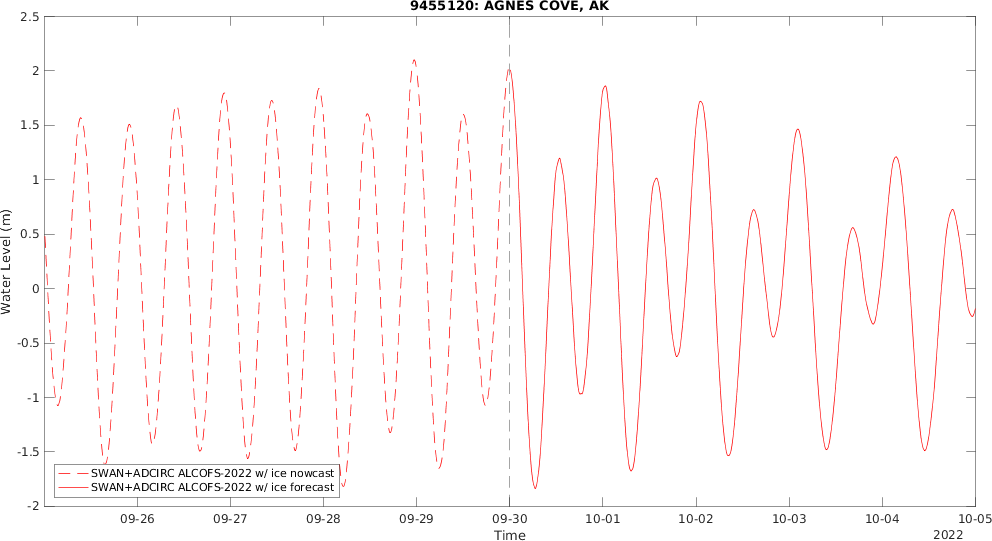 9455120: AGNES COVE, AK
2.5
2
1.5
1
0.5
0
-0.5
-1
-1.5
-2
Water Level (m)
SWAN+ADCIRC ALCOFS-2022 w/ ice nowcast
SWAN+ADCIRC ALCOFS-2022 w/ ice forecast
09-26 09-27 09-28 09-29 09-30 10-01 10-02 10-03 10-04 10-05
Time
2022